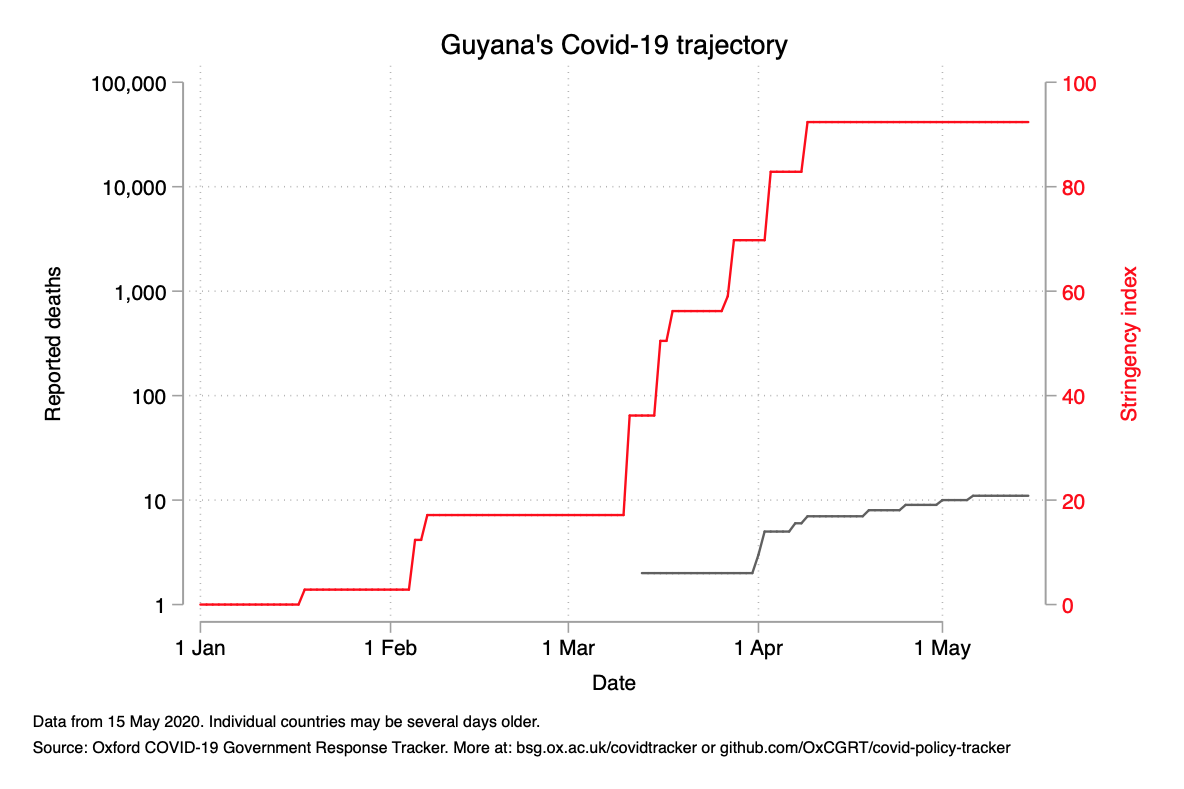 Guyana's Covid-19 trajectory
100,000
10,000
1,000
100
10
1
Reported deaths
100
80
60
40
20
0
Stringency index
1 Jan 1 Feb 1 Mar 1 Apr 1 May
Date
Data from 15 May 2020. Individual countries may be several days older.
Source: Oxford COVID-19 Government Response Tracker. More at: bsg.ox.ac.uk/covidtracker or github.com/OxCGRT/covid-policy-tracker